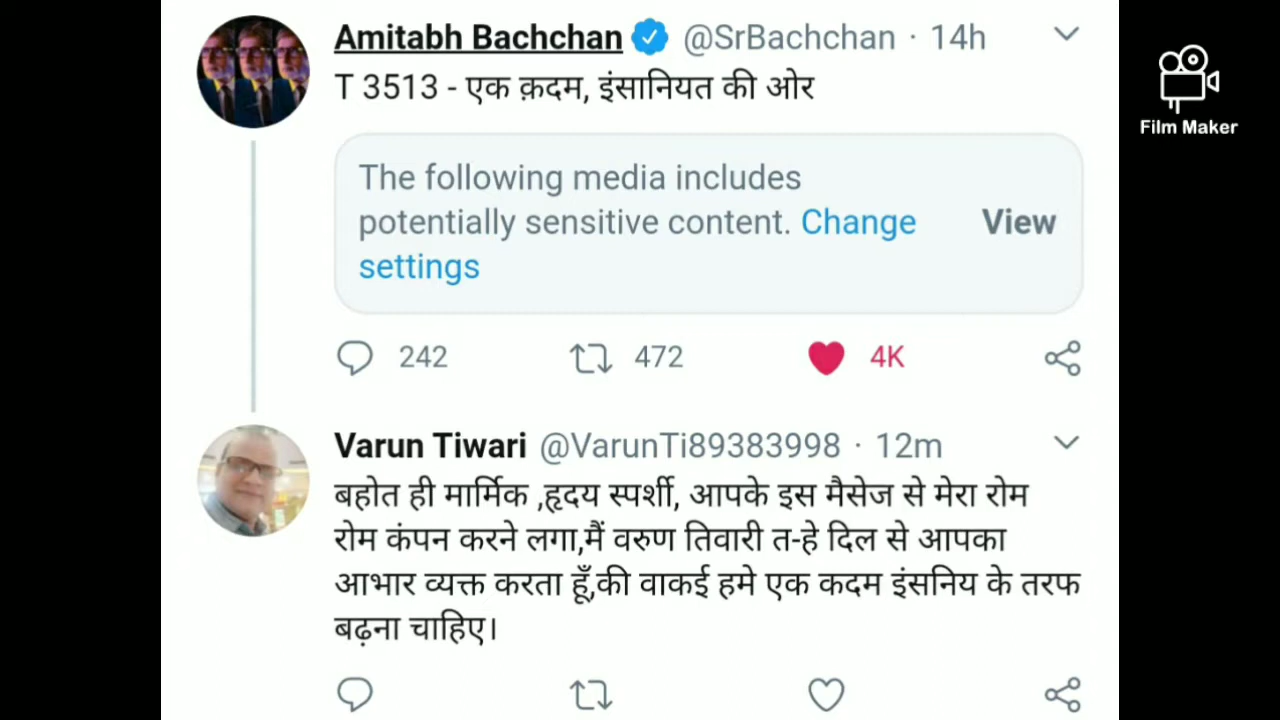 Amitabh Bachchan @SrBachchan · 14h
T 3513 - एक क़दम, इंसानियत की ओर
The following media includes
potentially sensitive content. Change View
settings
242 472 4K
Varun Tiwari @VarunTi89383998 · 12m
बहोत ही मार्मिक ,हृदय स्पर्शी, आपके इस मैसेज से मेरा रोम
रोम कंपन करने लगा,मैं वरुण तिवारी त-हे दिल से आपका
आभार व्यक्त करता हूँ,की वाकई हमे एक कदम इंसनिय के तरफ
बढ़ना चाहिए।
Film Maker